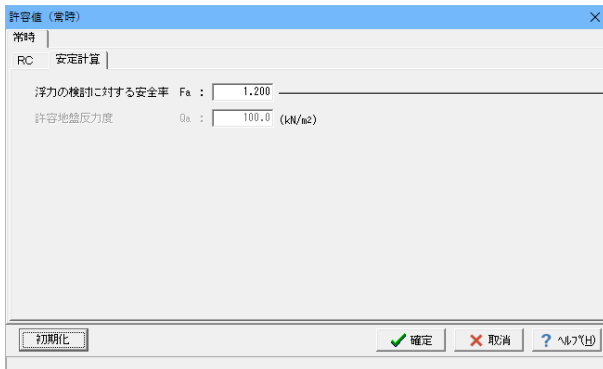 許容値（常時）
常時
RC 安定計算
浮力の検討に対する安全率 Fa : 1.200
許容地盤反力度 Qa : 100.0 (kN/m2)
初期化 確定 取消 ? ﾍﾙﾌﾟ(H)